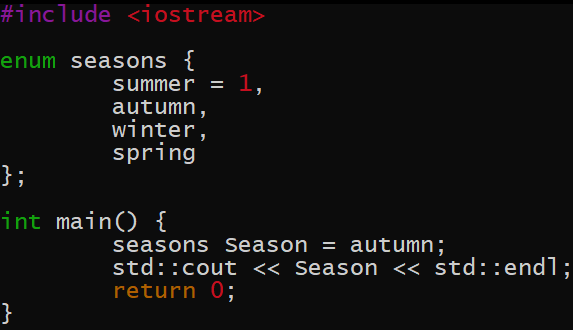 #include <iostream>
enum seasons {
summer = 1,
autumn,
winter,
spring
};
int main() {
seasons Season = autumn;
std::cout << Season << std::endl;
return 0;
}